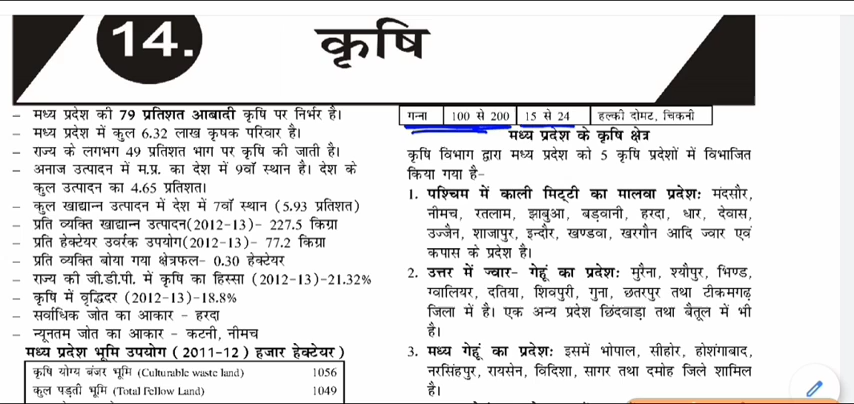 14.
कृषि
– मध्य प्रदेश की 79 प्रतिशत आबादी कृषि पर निर्भर है।
– मध्य प्रदेश में कुल 6.32 लाख कृषक परिवार है।
– राज्य के लगभग 49 प्रतिशत भाग पर कृषि की जाती है।
– अनाज उत्पादन में म.प्र. का देश में 9वाँ स्थान है। देश के
कुल उत्पादन का 4.65 प्रतिशत।
– कुल खाद्यान्न उत्पादन में देश में 7वाँ स्थान (5.93 प्रतिशत)
– प्रति व्यक्ति खाद्यान्न उत्पादन(2012-13)- 227.5 किग्रा
– प्रति हेक्टेयर उवर्रक उपयोग(2012-13)- 77.2 किग्रा
– प्रति व्यक्ति बोया गया क्षेत्रफल- 0.30 हेक्टेयर
– राज्य की जी.डी.पी. में कृषि का हिस्सा (2012-13)-21.32%
– कृषि में वृद्धिदर (2012-13)-18.8%
– सर्वाधिक जोत का आकार - हरदा
– न्यूनतम जोत का आकार - कटनी, नीमच
मध्य प्रदेश भूमि उपयोग (2011-12) हजार हेक्टेयर)
कृषि योग्य बंजर भूमि (Culturable waste land) 1056
कुल पड़ती भूमि (Total Fellow Land) 1049
गन्ना 100 से 200 15 से 24 हल्की दोमट, चिकनी
मध्य प्रदेश के कृषि क्षेत्र
कृषि विभाग द्वारा मध्य प्रदेश को 5 कृषि प्रदेशों में विभाजित
किया गया है-
1. पश्चिम में काली मिट्टी का मालवा प्रदेश: मंदसौर,
नीमच, रतलाम, झाबुआ, बड़वानी, हरदा, धार, देवास,
उज्जैन, शाजापुर, इन्दौर, खण्डवा, खरगौन आदि ज्वार एवं
कपास के प्रदेश है।
2. उत्तर में ज्वार- गेहूं का प्रदेश: मुरैना, श्यौपुर, भिण्ड,
ग्वालियर, दतिया, शिवपुरी, गुना, छतरपुर तथा टीकमगढ़
जिला में है। एक अन्य प्रदेश छिंदवाड़ा तथा बैतूल में भी
है।
3. मध्य गेहूं का प्रदेश: इसमें भोपाल, सीहोर, होशंगाबाद,
नरसिंहपुर, रायसेन, विदिशा, सागर तथा दमोह जिले शामिल
है।